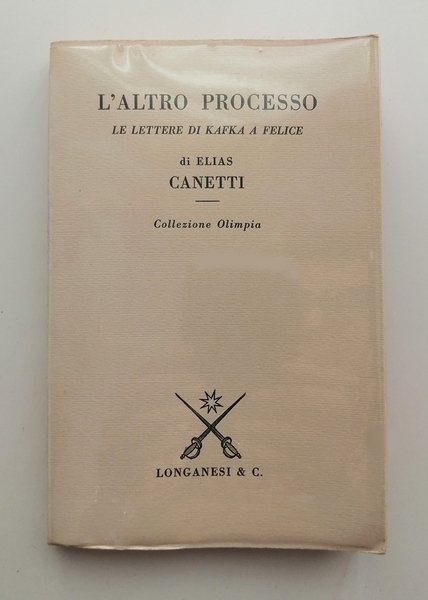 L'ALTRO PROCESSO
LE LETTERE DI KAFKA A FELICE
di ELIAS
CANETTI
Collezione Olimpia
LONGANESI & C.